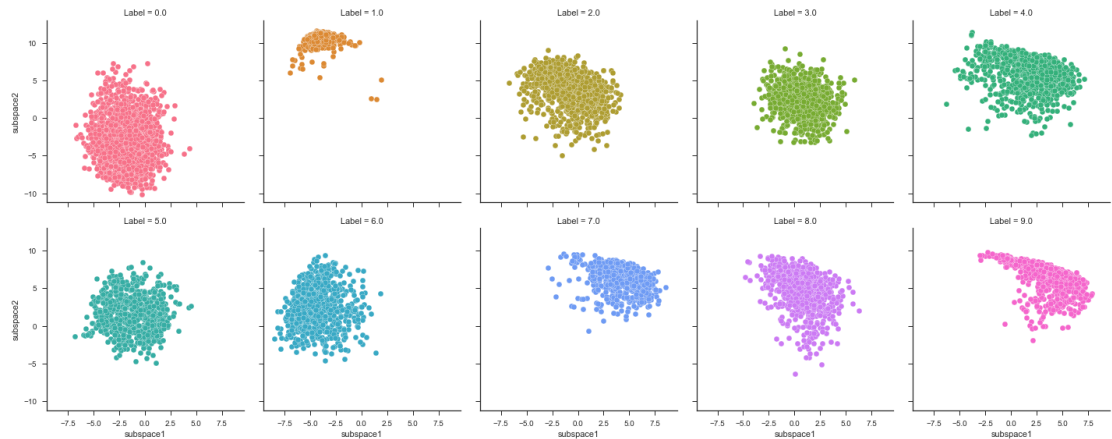 Label = 0.0
Label = 1.0
Label = 2.0
Label = 3.0
Label = 4.0
10
5
0
−5
−10
subspace2
Label = 5.0
Label = 6.0
Label = 7.0
Label = 8.0
Label = 9.0
10
5
0
−5
−10
subspace2
−7.5 −5.0 −2.5 0.0 2.5 5.0 7.5
−7.5 −5.0 −2.5 0.0 2.5 5.0 7.5
−7.5 −5.0 −2.5 0.0 2.5 5.0 7.5
−7.5 −5.0 −2.5 0.0 2.5 5.0 7.5
−7.5 −5.0 −2.5 0.0 2.5 5.0 7.5
subspace1
subspace1
subspace1
subspace1
subspace1